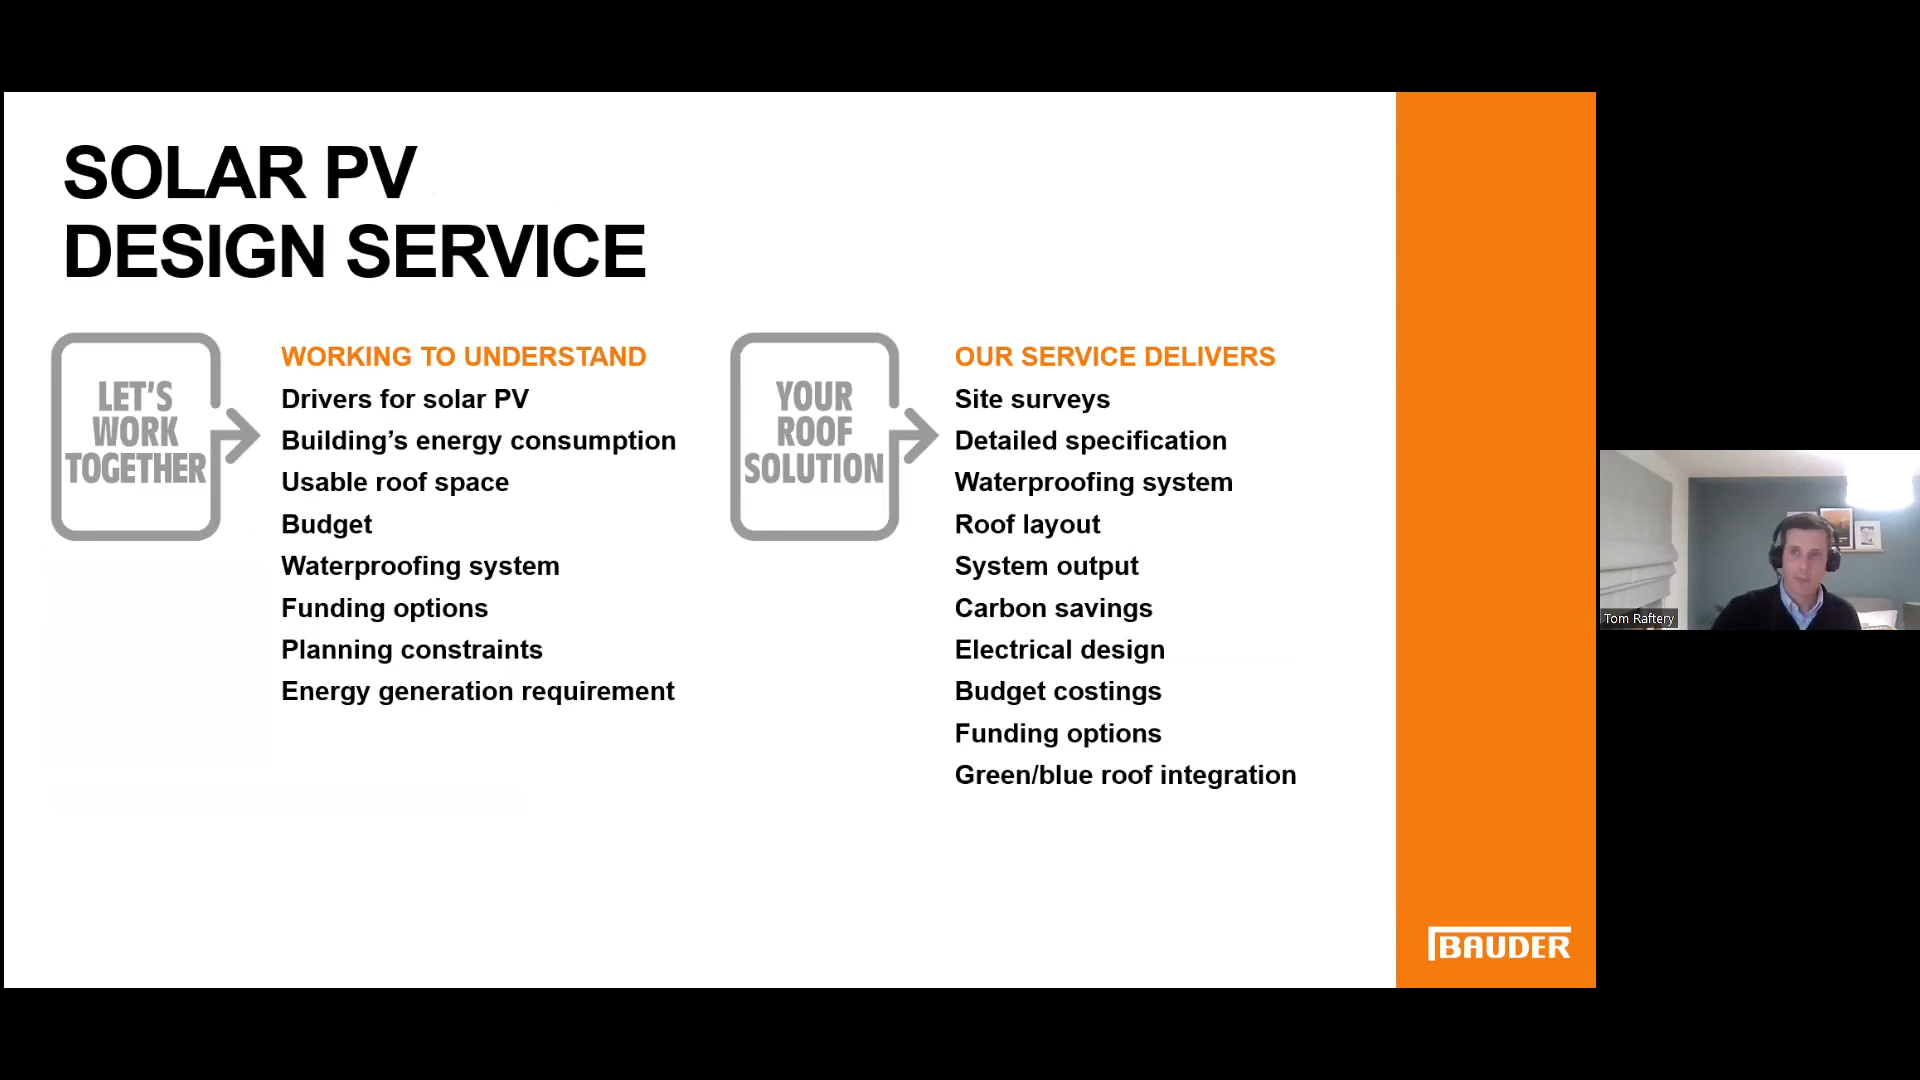 SOLAR PV
DESIGN SERVICE
LET'S
WORK
TOGETHER
WORKING TO UNDERSTAND
Drivers for solar PV
Building’s energy consumption
Usable roof space
Budget
Waterproofing system
Funding options
Planning constraints
Energy generation requirement
YOUR
ROOF
SOLUTION
OUR SERVICE DELIVERS
Site surveys
Detailed specification
Waterproofing system
Roof layout
System output
Carbon savings
Electrical design
Budget costings
Funding options
Green/blue roof integration
BAUDER
Tom Raftery